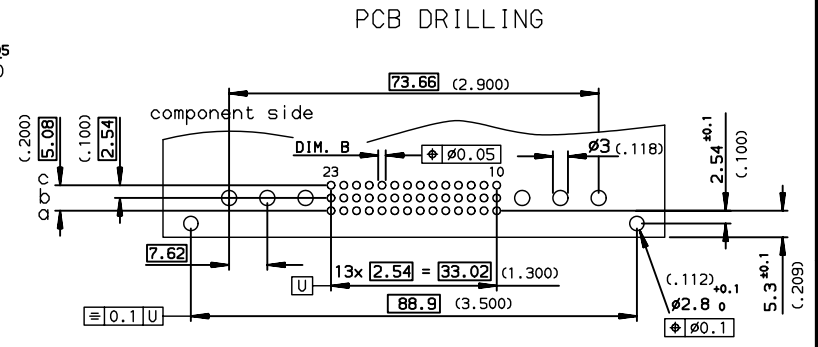 PCB DRILLING
5
)
73.66 (2.900)
component side
(.200)
5.08
(.100)
2.54
DIM. B
⌖ ø0.05
ø3 (.118)
2.54 ±0.1
(.100)
23
10
c
b
a
7.62
13x 2.54 = 33.02 (1.300)
U
88.9 (3.500)
⌯ 0.1 U
(.112)
ø2.8 +0.1 0
⌖ ø0.1
5.3 ±0.1
(.209)